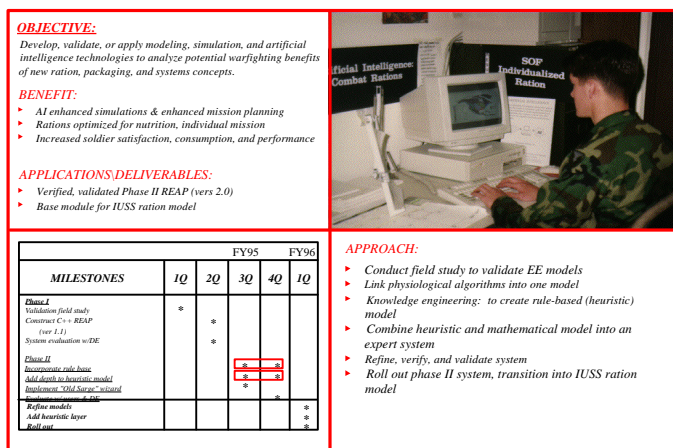 OBJECTIVE:
Develop, validate, or apply modeling, simulation, and artificial
intelligence technologies to analyze potential warfighting benefits
of new ration, packaging, and systems concepts.
BENEFIT:
AI enhanced simulations & enhanced mission planning
Rations optimized for nutrition, individual mission
Increased soldier satisfaction, consumption, and performance
APPLICATIONS\DELIVERABLES:
Verified, validated Phase II REAP (vers 2.0)
Base module for IUSS ration model
ificial Intelligence:
Combat Rations
SOF
Individualized
Ration
FY95 FY96
MILESTONES 1Q 2Q 3Q 4Q 1Q
Phase I
Validation field study *
Construct C++ REAP *
(ver 1.1)
System evaluation w/DE *
Phase II
Incorporate rule base * *
Add depth to heuristic model * *
Implement "Old Sarge" wizard *
Evaluate w/users & DE *
Refine models *
Add heuristic layer *
Roll out *
APPROACH:
Conduct field study to validate EE models
Link physiological algorithms into one model
Knowledge engineering: to create rule-based (heuristic)
model
Combine heuristic and mathematical model into an
expert system
Refine, verify, and validate system
Roll out phase II system, transition into IUSS ration
model